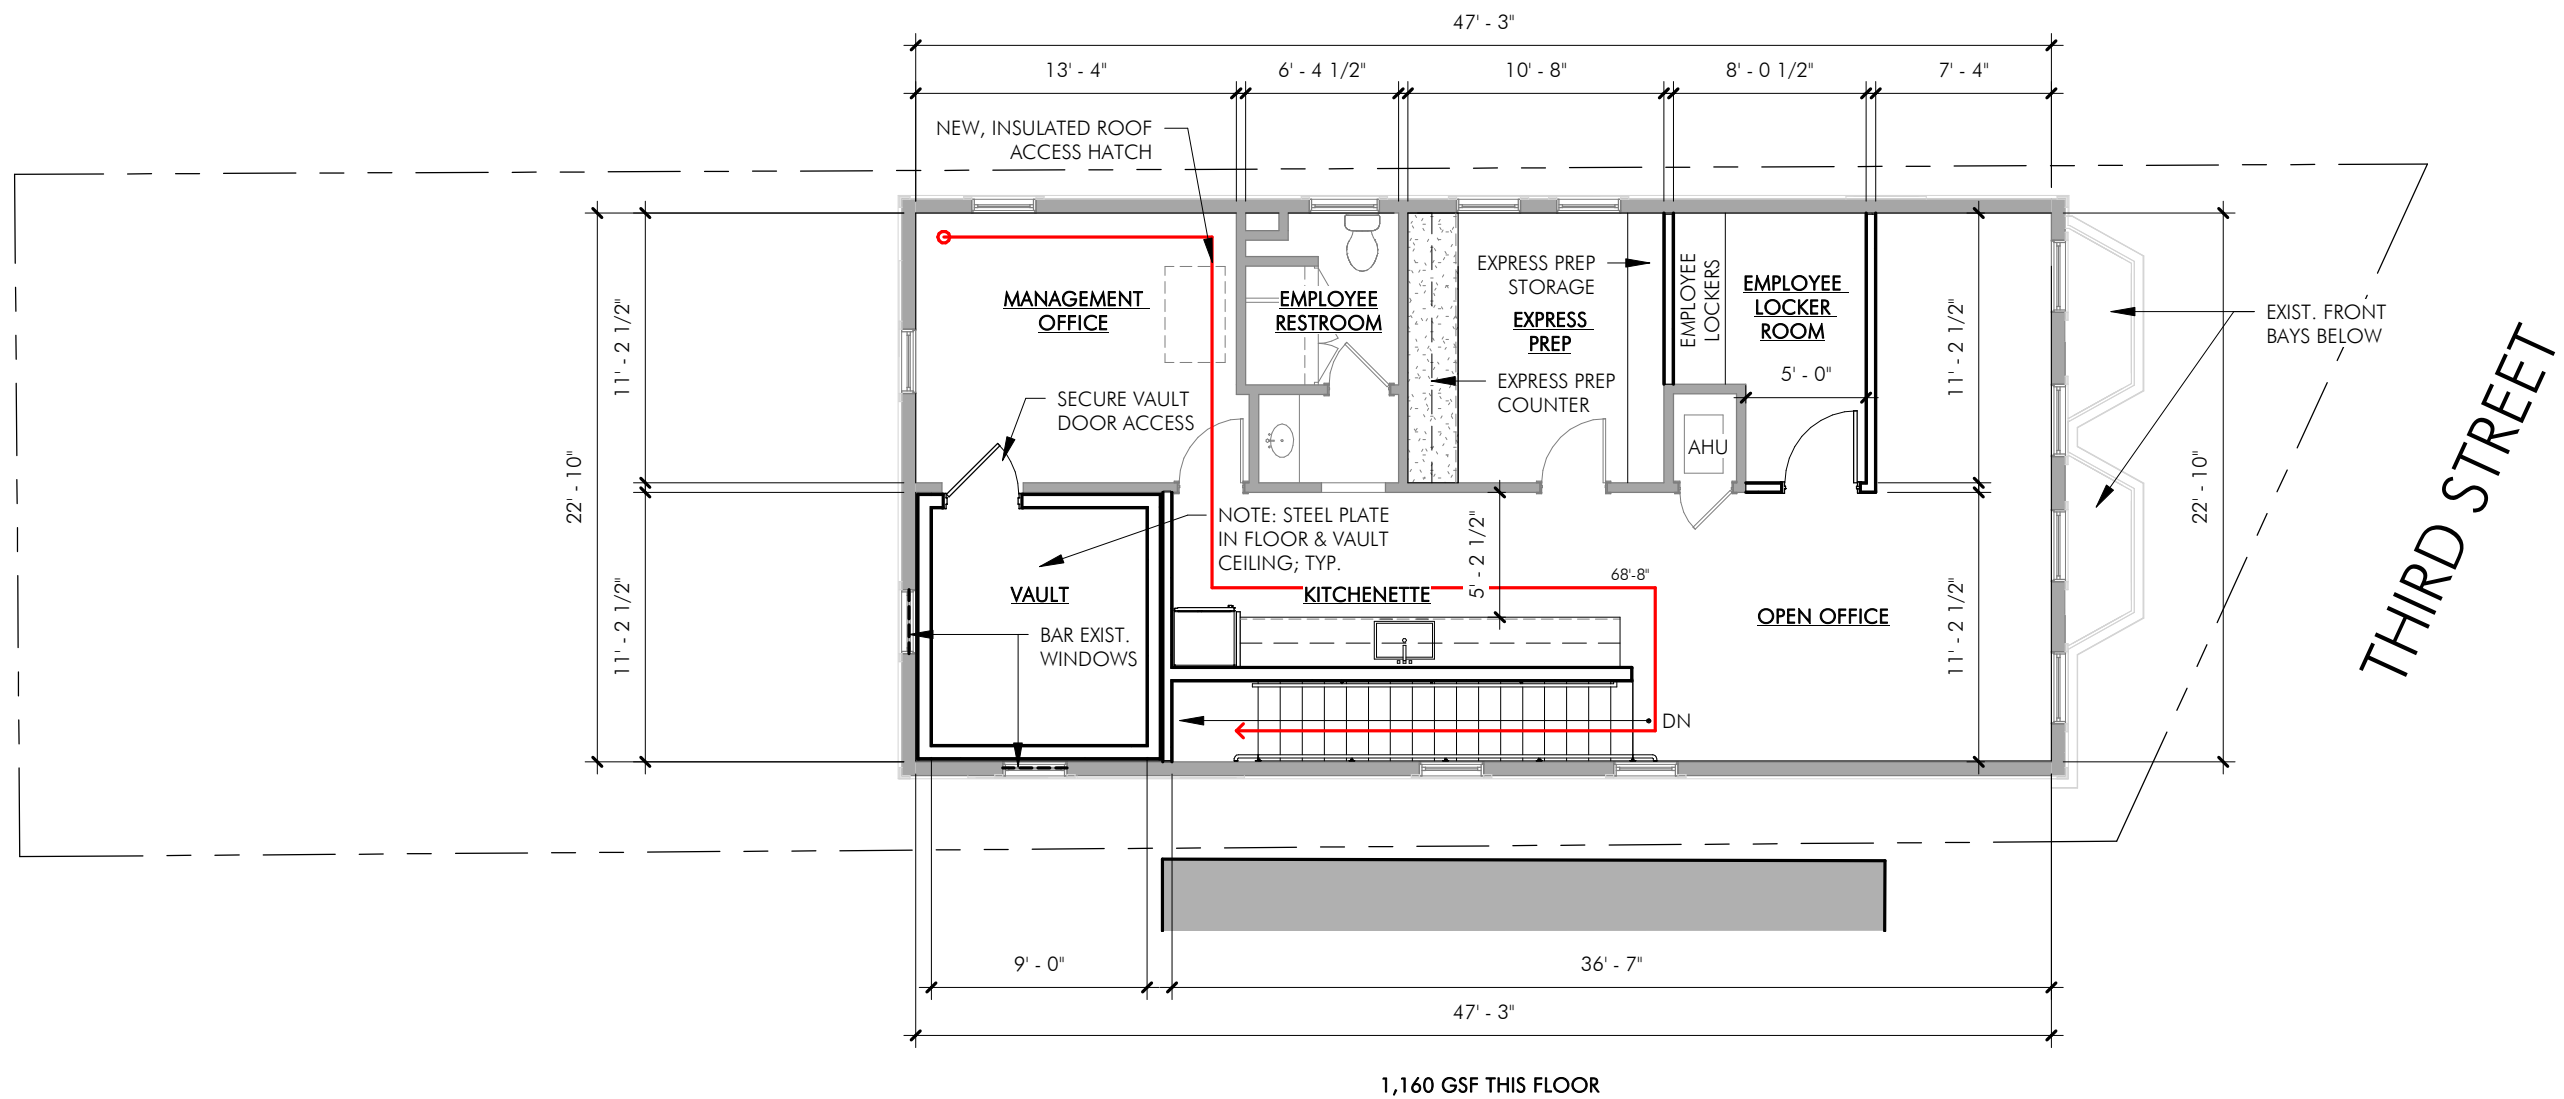 47' - 3"
13' - 4"
6' - 4 1/2"
10' - 8"
8' - 0 1/2"
7' - 4"
NEW, INSULATED ROOF
ACCESS HATCH
MANAGEMENT
OFFICE
EMPLOYEE
RESTROOM
EXPRESS PREP
STORAGE
EXPRESS
PREP
EXPRESS PREP
COUNTER
EMPLOYEE
LOCKERS
EMPLOYEE
LOCKER
ROOM
5' - 0"
AHU
11' - 2 1/2"
11' - 2 1/2"
EXIST. FRONT
BAYS BELOW
THIRD STREET
SECURE VAULT
DOOR ACCESS
22' - 10"
22' - 10"
NOTE: STEEL PLATE
IN FLOOR & VAULT
CEILING; TYP.
5' - 2 1/2"
68'-8"
VAULT
KITCHENETTE
OPEN OFFICE
11' - 2 1/2"
11' - 2 1/2"
BAR EXIST.
WINDOWS
DN
9' - 0"
36' - 7"
47' - 3"
1,160 GSF THIS FLOOR